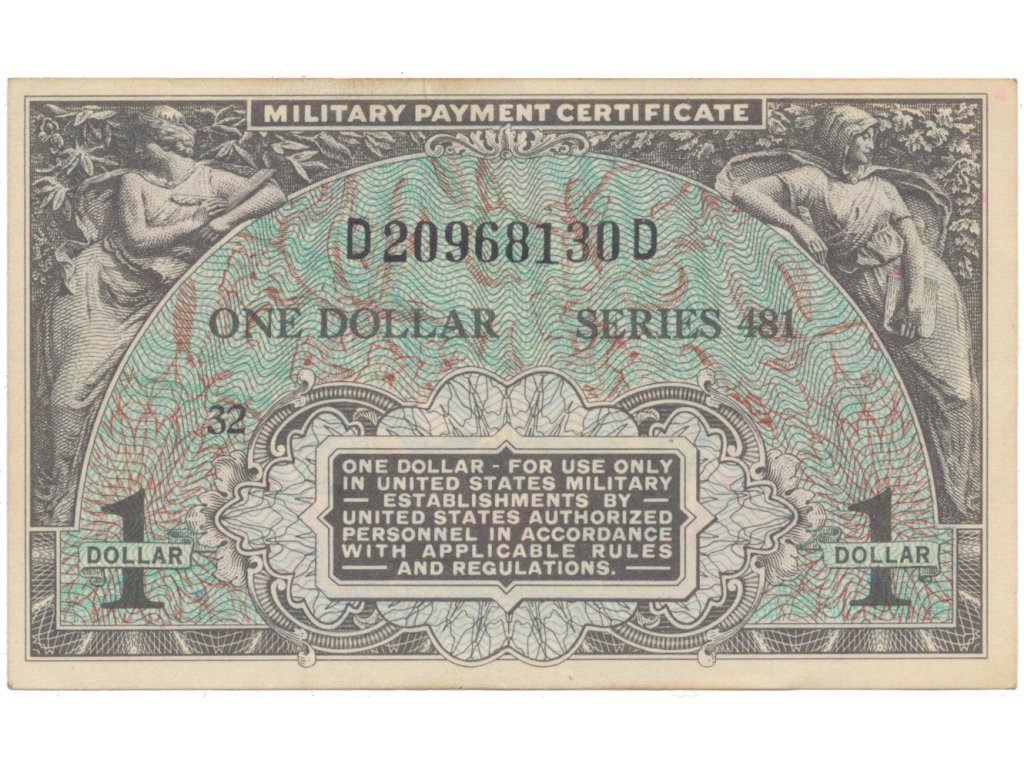 MILITARY PAYMENT CERTIFICATE
D20968130D
ONE DOLLAR SERIES 481
32
ONE DOLLAR - FOR USE ONLY
IN UNITED STATES MILITARY
ESTABLISHMENTS BY
UNITED STATES AUTHORIZED
PERSONNEL IN ACCORDANCE
WITH APPLICABLE RULES
AND REGULATIONS.
1
DOLLAR
1
DOLLAR